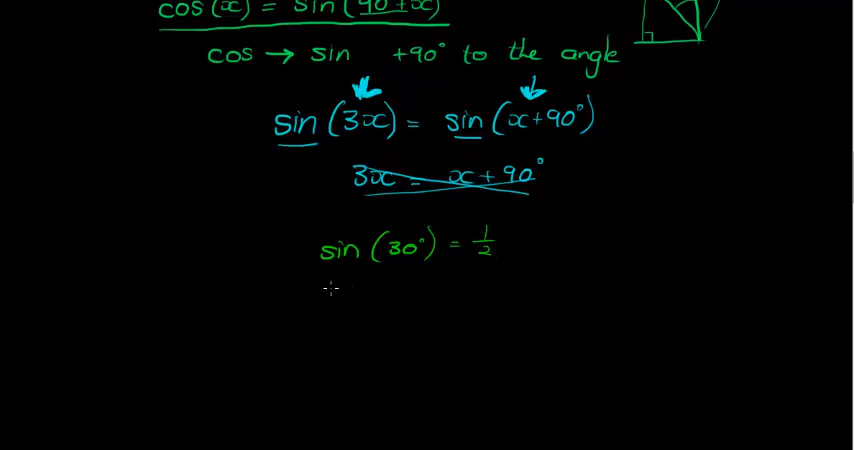 cos(x) = sin(90+x)
cos → sin +90° to the angle
sin(3x) = sin(x+90°)
3x = x + 90°
sin(30°) = 1/2